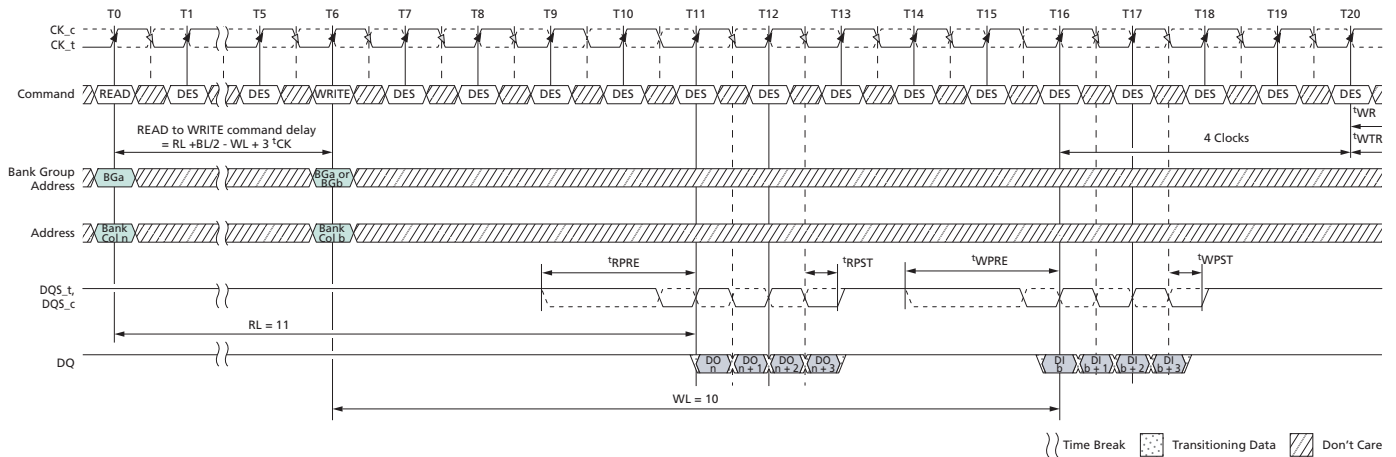 T0 T1 T5 T6 T7 T8 T9 T10 T11 T12 T13 T14 T15 T16 T17 T18 T19 T20
CK_c
CK_t
Command READ DES DES WRITE DES DES DES DES DES DES DES DES DES DES DES DES DES DES
tWR
READ to WRITE command delay
= RL +BL/2 - WL + 3 tCK
4 Clocks
tWTR
Bank Group
Address
BGa
BGa or
BGb
Address
Bank
Col n
Bank
Col b
tRPRE tRPST tWPRE tWPST
DQS_t,
DQS_c
RL = 11
DQ
DO
n
DO
n + 1
DO
n + 2
DO
n + 3
DI
b
DI
b + 1
DI
b + 2
DI
b + 3
WL = 10
Time Break Transitioning Data Don't Care